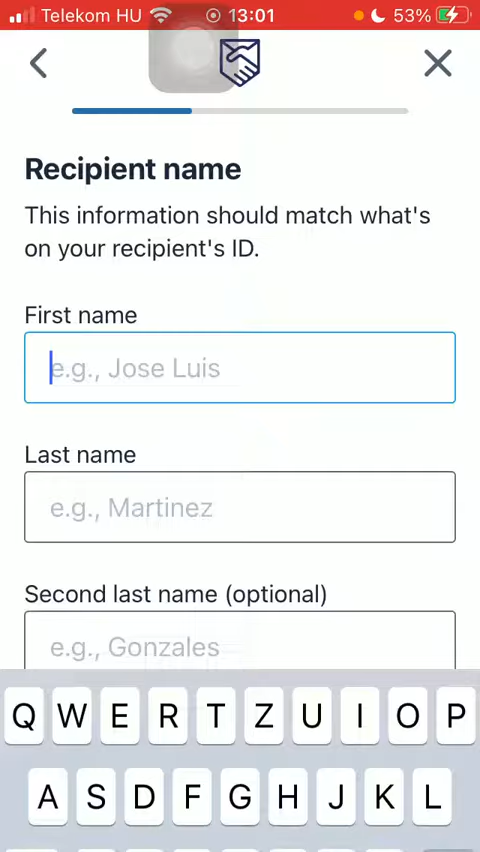 Telekom HU 13:01 53%
Recipient name
This information should match what's
on your recipient's ID.
First name
e.g., Jose Luis
Last name
e.g., Martinez
Second last name (optional)
e.g., Gonzales
Q W E R T Z U I O P
A S D F G H J K L